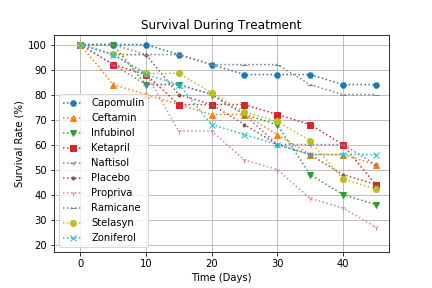 Survival During Treatment
Survival Rate (%)
100
90
80
70
60
50
40
30
20
Capomulin
Ceftamin
Infubinol
Ketapril
Naftisol
Placebo
Propriva
Ramicane
Stelasyn
Zoniferol
0
10
20
30
40
Time (Days)